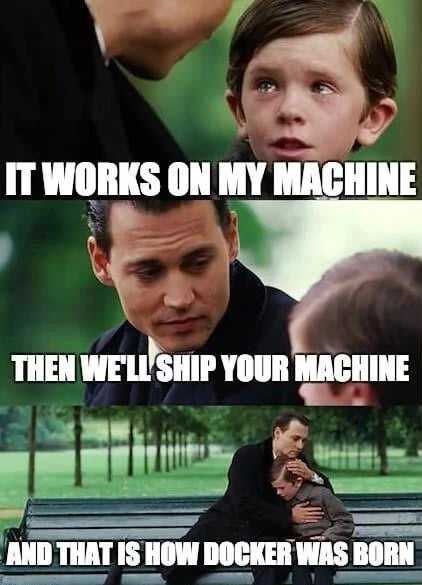 IT WORKS ON MY MACHINE
THEN WE'LL SHIP YOUR MACHINE
AND THAT IS HOW DOCKER WAS BORN